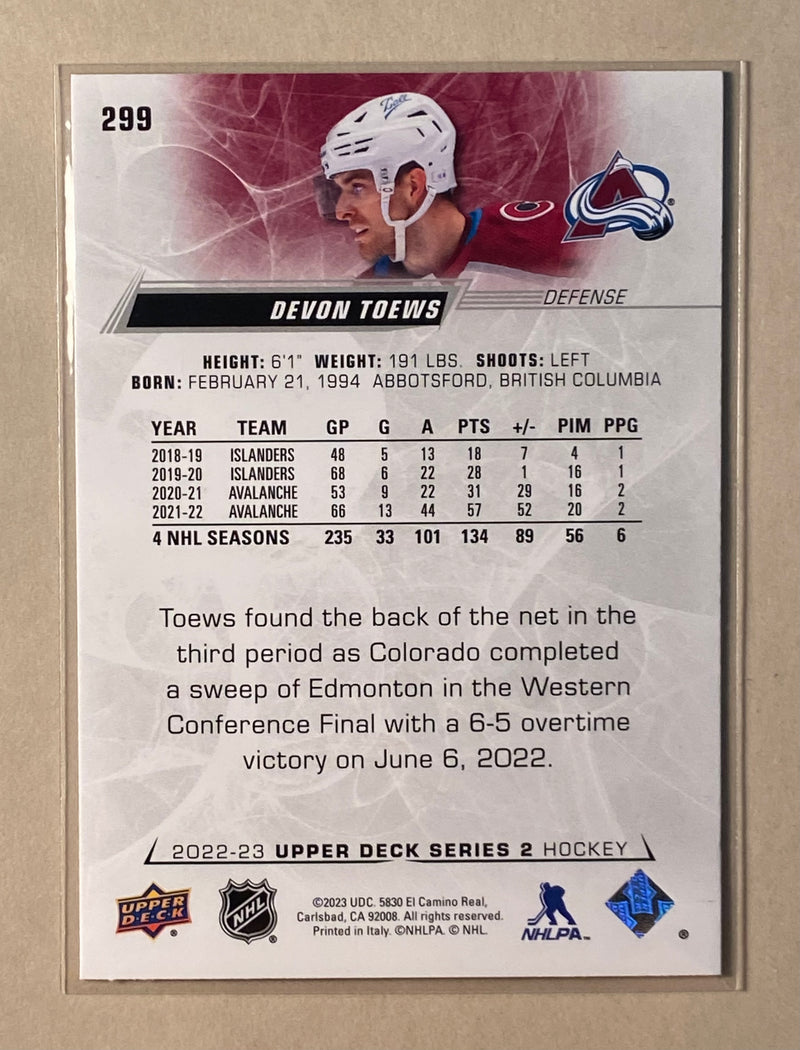 299
DEVON TOEWS
DEFENSE
HEIGHT: 6'1" WEIGHT: 191 LBS. SHOOTS: LEFT
BORN: FEBRUARY 21, 1994 ABBOTSFORD, BRITISH COLUMBIA
YEAR TEAM GP G A PTS +/- PIM PPG
2018-19 ISLANDERS 48 5 13 18 7 4 1
2019-20 ISLANDERS 68 6 22 28 1 16 1
2020-21 AVALANCHE 53 9 22 31 29 16 2
2021-22 AVALANCHE 66 13 44 57 52 20 2
4 NHL SEASONS 235 33 101 134 89 56 6
Toews found the back of the net in the
third period as Colorado completed
a sweep of Edmonton in the Western
Conference Final with a 6-5 overtime
victory on June 6, 2022.
2022-23 UPPER DECK SERIES 2 HOCKEY
UPPER
D·E·C·K
®
NHL
®
©2023 UDC. 5830 El Camino Real,
Carlsbad, CA 92008. All rights reserved.
Printed in Italy. ©NHLPA. © NHL.
NHLPA™
®